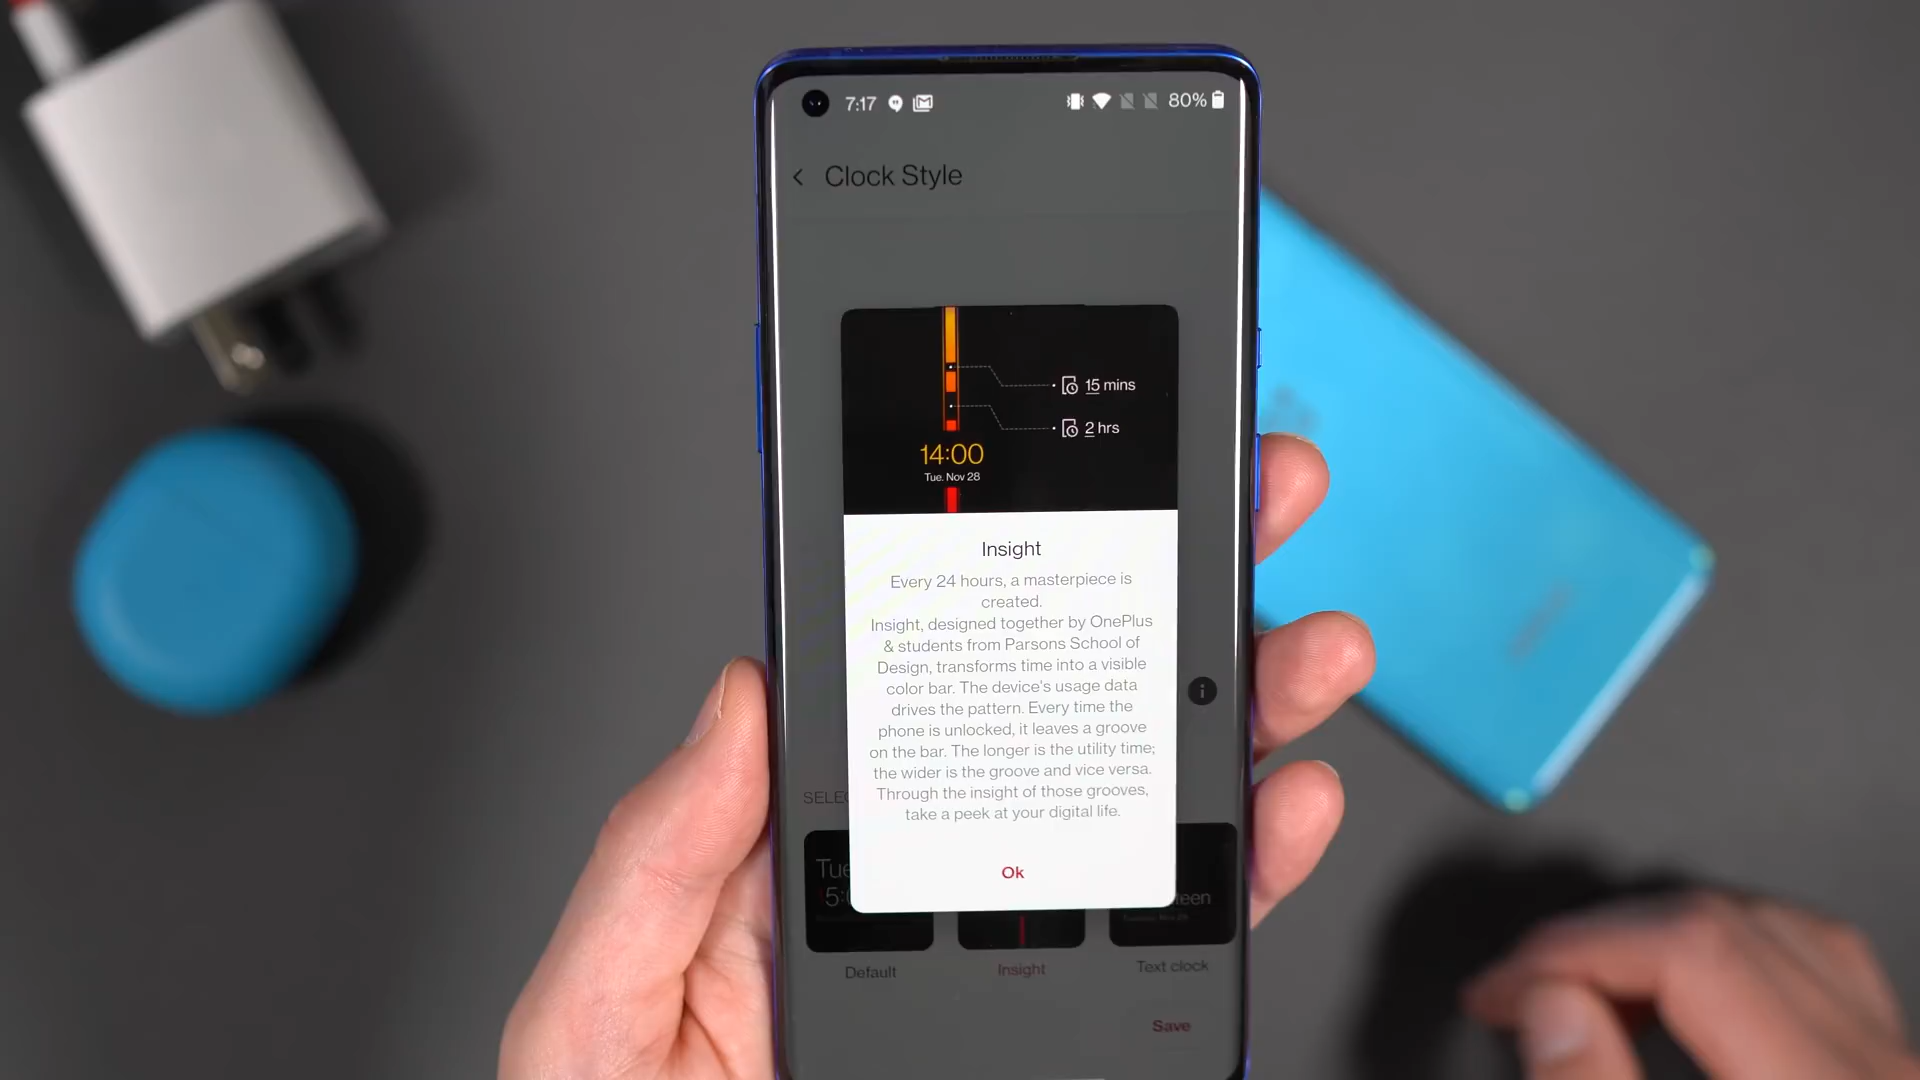 7:17
80%
Clock Style
15 mins
2 hrs
14:00
Tue. Nov 28
Insight
Every 24 hours, a masterpiece is
created.
Insight, designed together by OnePlus
& students from Parsons School of
Design, transforms time into a visible
color bar. The device's usage data
drives the pattern. Every time the
phone is unlocked, it leaves a groove
on the bar. The longer is the utility time;
the wider is the groove and vice versa.
Through the insight of those grooves,
take a peek at your digital life.
Ok
Default
Insight
Text clock
Save